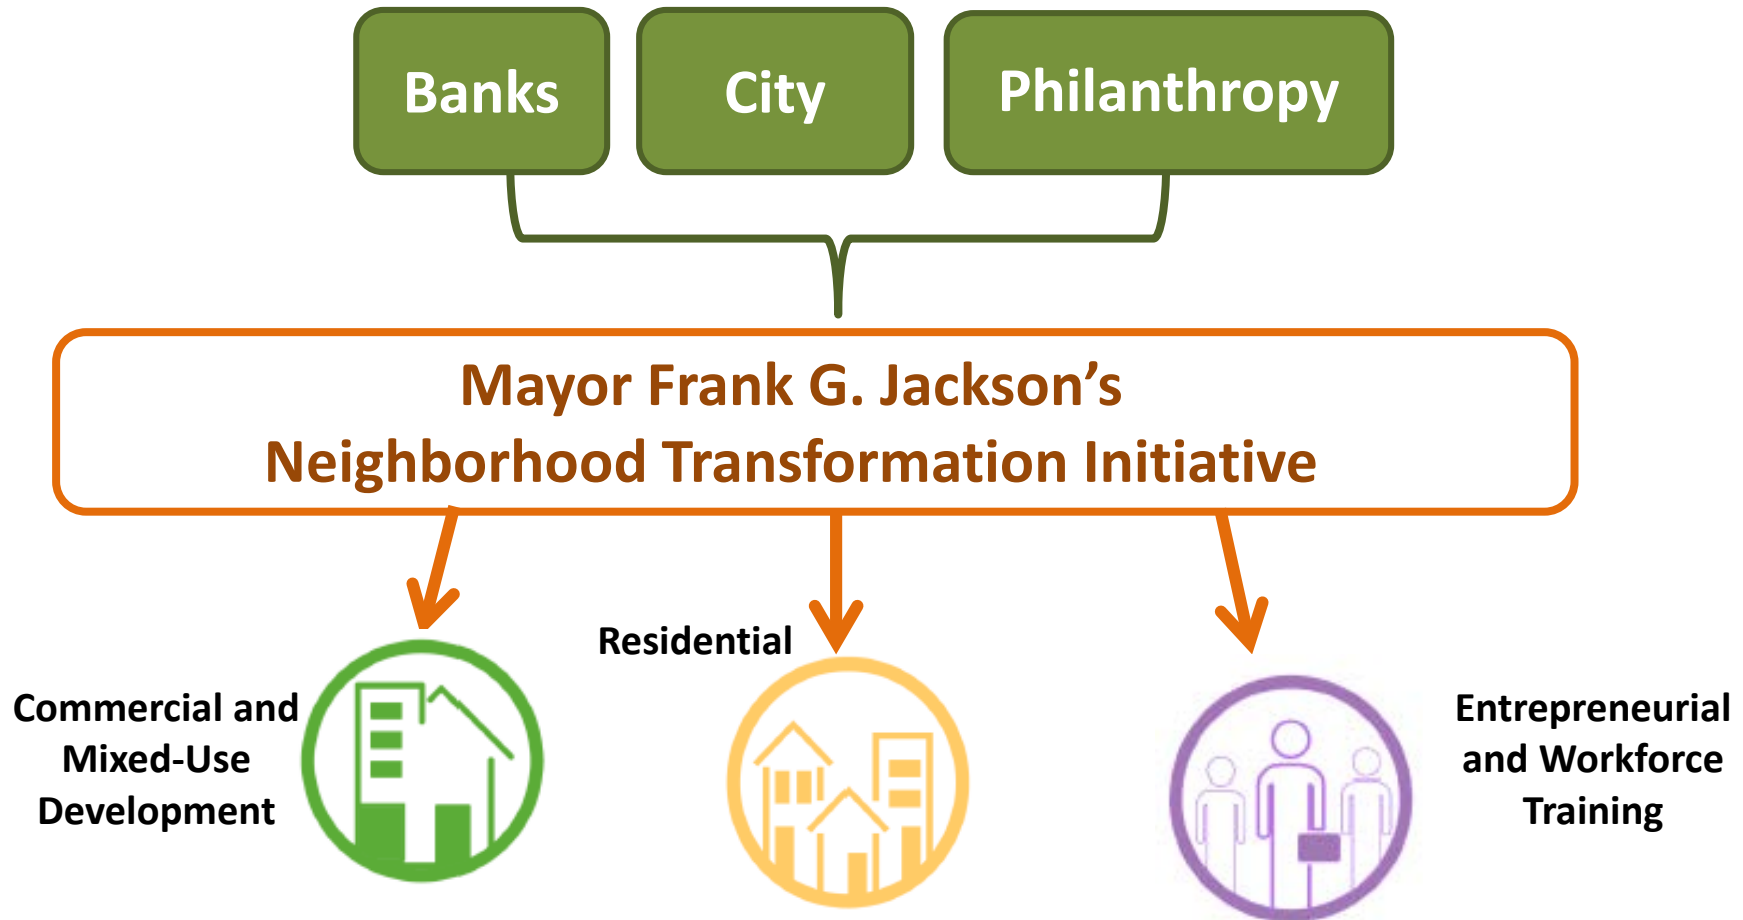 Banks
City
Philanthropy
Mayor Frank G. Jackson’s
Neighborhood Transformation Initiative
Residential
Commercial and
Mixed-Use
Development
Entrepreneurial
and Workforce
Training